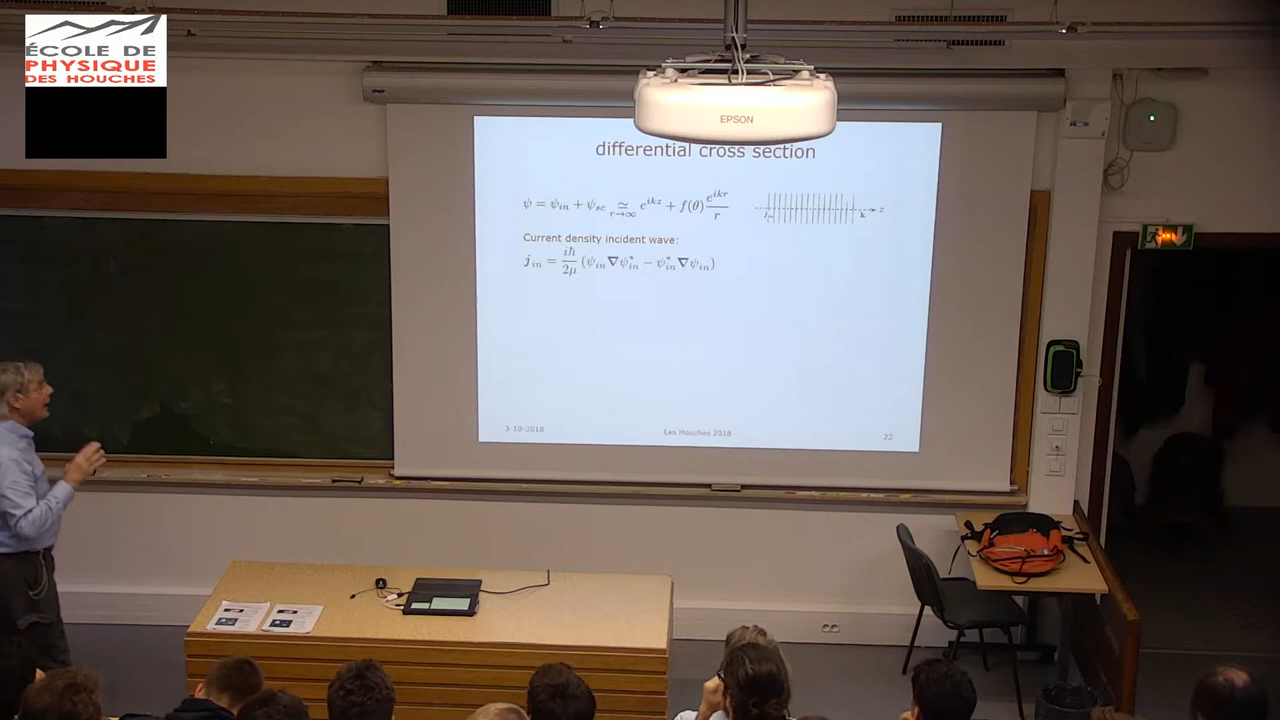 ÉCOLE DE
PHYSIQUE
DES HOUCHES
EPSON
differential cross section
ψ = ψ_in + ψ_sc ≃_{r→∞} e^{ikz} + f(θ) e^{ikr}/r
k z
Current density incident wave:
j_in = iħ/2μ (ψ_in ∇ψ*_in − ψ*_in ∇ψ_in)
3-10-2018 Les Houches 2018 22